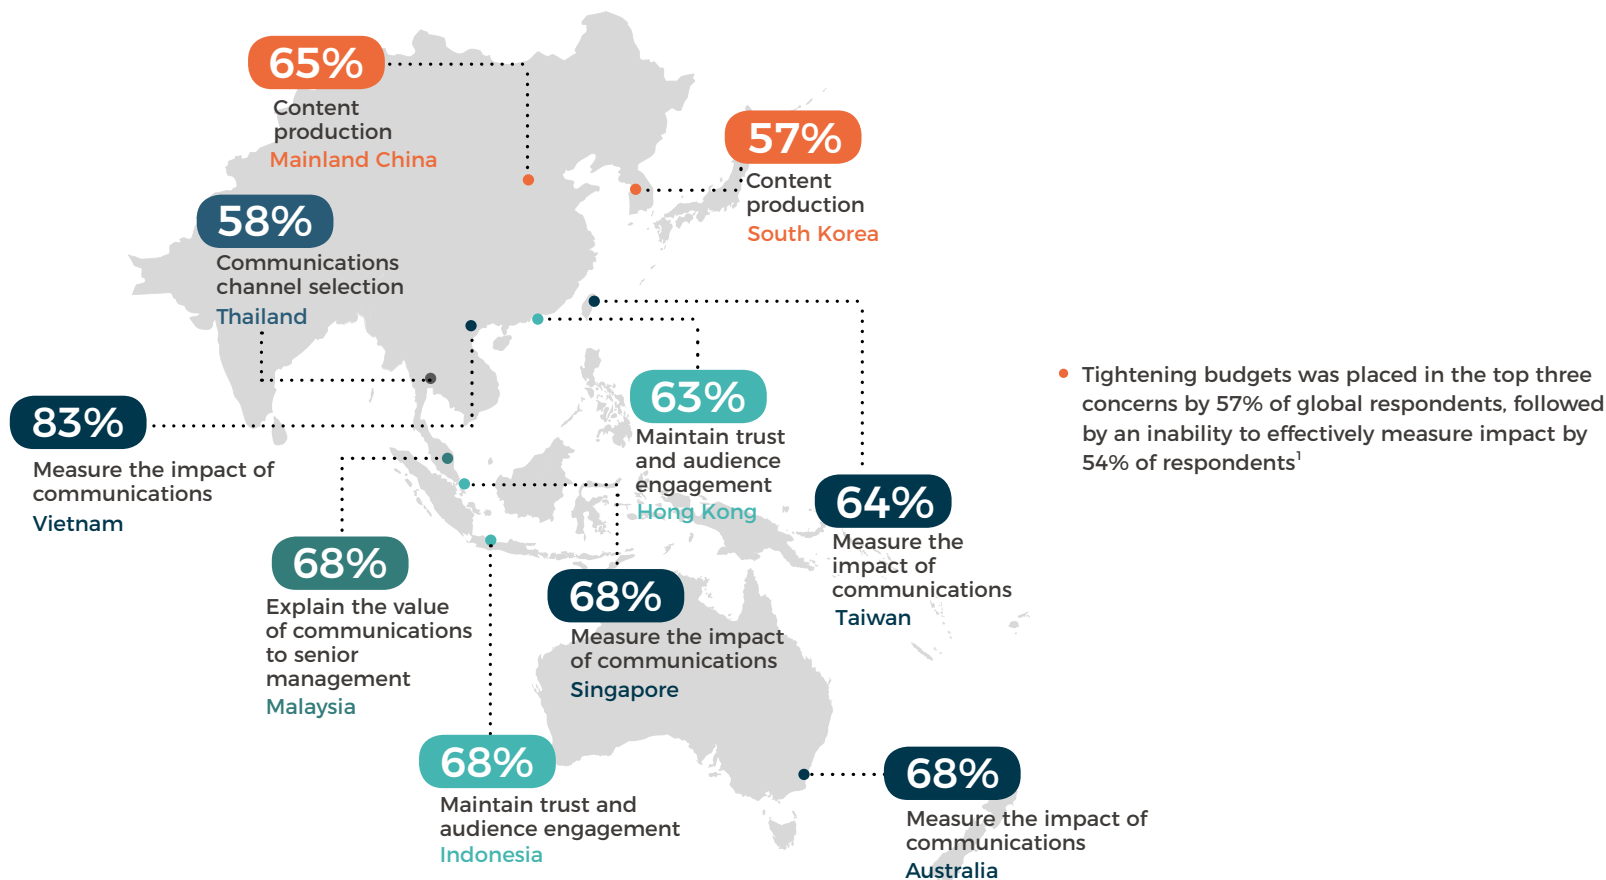 65%
Content
production
Mainland China
57%
Content
production
South Korea
58%
Communications
channel selection
Thailand
83%
Measure the impact of
communications
Vietnam
63%
Maintain trust
and audience
engagement
Hong Kong
64%
Measure the
impact of
communications
Taiwan
68%
Explain the value
of communications
to senior
management
Malaysia
68%
Measure the impact
of communications
Singapore
68%
Maintain trust and
audience engagement
Indonesia
68%
Measure the impact of
communications
Australia
• Tightening budgets was placed in the top three
concerns by 57% of global respondents, followed
by an inability to effectively measure impact by
54% of respondents¹